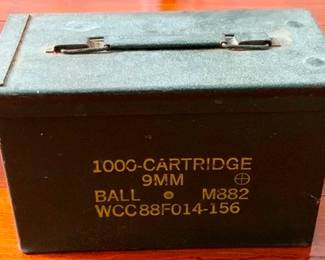 1000-CARTRIDGE
9MM
BALL M882
WCC88F014-156